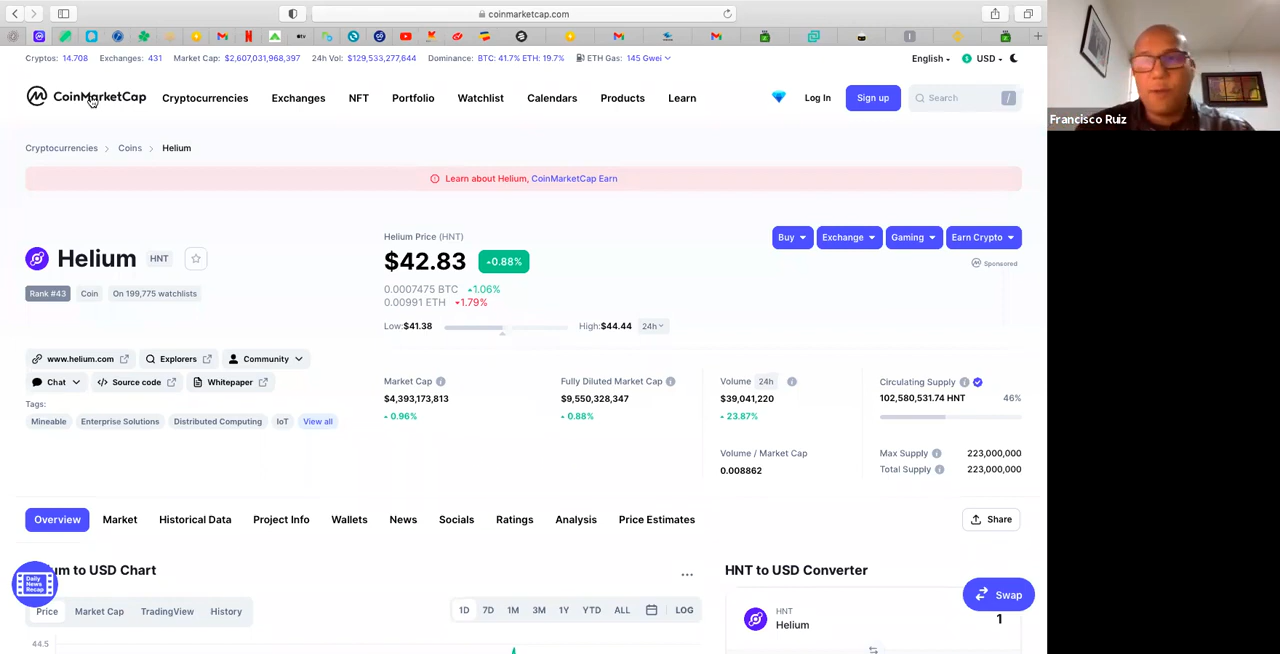 coinmarketcap.com
Cryptos: 14.708 Exchanges: 431 Market Cap: $2,607,031,968,397 24h Vol: $129,533,277,644 Dominance: BTC: 41.7% ETH: 19.7% ETH Gas: 145 Gwei English USD
CoinMarketCap Cryptocurrencies Exchanges NFT Portfolio Watchlist Calendars Products Learn Log In Sign up Search /
Francisco Ruiz
Cryptocurrencies Coins Helium
Learn about Helium, CoinMarketCap Earn
Helium Price (HNT)
Buy Exchange Gaming Earn Crypto
Helium HNT
$42.83 0.88%
Sponsored
0.0007475 BTC 1.06%
Rank #43 Coin On 199,775 watchlists
0.00991 ETH 1.79%
Low:$41.38 High:$44.44 24h
www.helium.com Explorers Community
Chat Source code Whitepaper
Market Cap Fully Diluted Market Cap Volume 24h Circulating Supply
$4,393,173,813 $9,550,328,347 $39,041,220 102,580,531.74 HNT 46%
Tags:
0.96% 0.88% 23.87%
Mineable Enterprise Solutions Distributed Computing IoT View all
Volume / Market Cap Max Supply 223,000,000
0.008862 Total Supply 223,000,000
Overview Market Historical Data Project Info Wallets News Socials Ratings Analysis Price Estimates Share
um to USD Chart HNT to USD Converter
Daily
News
Recap
Price Market Cap TradingView History 1D 7D 1M 3M 1Y YTD ALL LOG
Swap
HNT
Helium 1
44.5